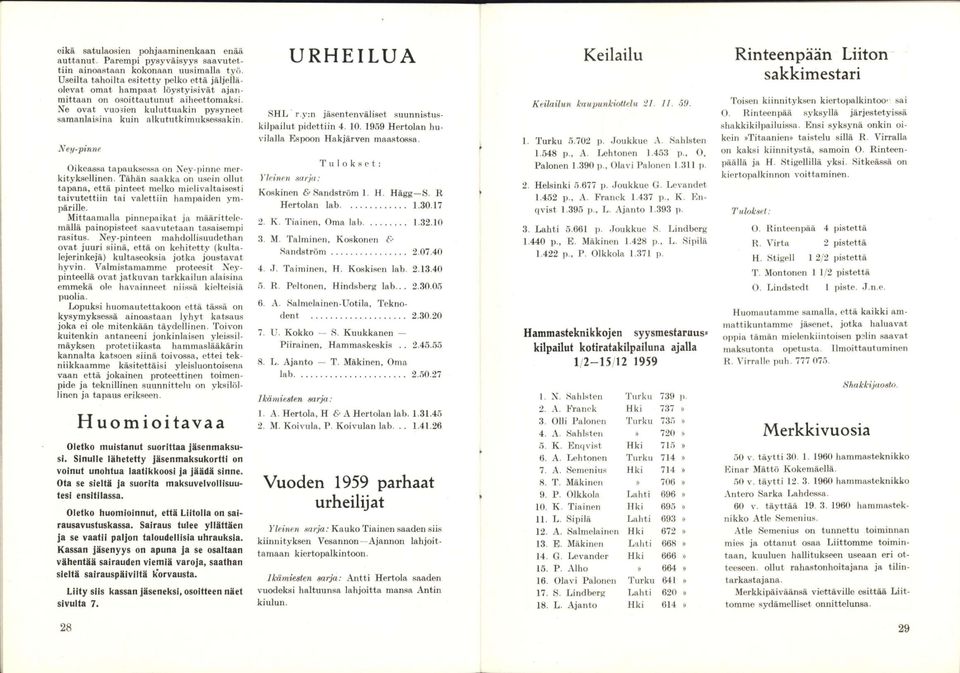 eikä satulaosien pohjaaminenkaan enää
auttanut. Parempi pysyväisyys saavutet-
tiin ainoastaan kokonaan uusimalla työ.
Useilta tahoilta esitetty pelko että jäljellä-
olevat omat hampaat löystyisivät ajan-
mittaan on osoittautunut aiheettomaksi.
Ne ovat vuosien kuluttuakin pysyneet
samanlaisina kuin alkututkimuksessakin.
Ney-pinne
Oikeassa tapauksessa on Ney-pinne mer-
kityksellinen. Tähän saakka on usein ollut
tapana, että pinteet melko mielivaltaisesti
taivutettiin tai valettiin hampaiden ym-
pärille.
Mittaamalla pinnepaikat ja määrittele-
mällä painopisteet saavutetaan tasaisempi
rasitus. Ney-pinteen mahdollisuudethan
ovat juuri siinä, että on kehitetty (kulta-
lejerinkejä) kultaseoksia jotka joustavat
hyvin. Valmistamamme proteesit Ney-
pinteellä ovat jatkuvan tarkkailun alaisina
emmekä ole havainneet niissä kielteisiä
puolia.
Lopuksi huomautettakoon että tässä on
kysymyksessä ainoastaan lyhyt katsaus
joka ei ole mitenkään täydellinen. Toivon
kuitenkin antaneeni jonkinlaisen yleissil-
mäyksen protetiikasta hammaslääkärin
kannalta katsoen siinä toivossa, ettei tek-
niikkaamme käsitettäisi yleisluontoisena
vaan että jokainen proteettinen toimen-
pide ja teknillinen suunnittelu on yksilöl-
linen ja tapaus erikseen.
Huomioitavaa
Oletko muistanut suorittaa jäsenmaksu-
si. Sinulle lähetetty jäsenmaksukortti on
voinut unohtua laatikkoosi ja jäädä sinne.
Ota se sieltä ja suorita maksuvelvollisuu-
tesi ensitilassa.
Oletko huomioinnut, että Liitolla on sai-
rausavustuskassa. Sairaus tulee yllättäen
ja se vaatii paljon taloudellisia uhrauksia.
Kassan jäsenyys on apuna ja se osaltaan
vähentää sairauden viemiä varoja, saathan
sieltä sairauspäiviltä korvausta.
Liity siis kassan jäseneksi, osoitteen näet
sivulta 7.
28
URHEILUA
SHL r.y:n jäsentenväliset suunnistus-
kilpailut pidettiin 4. 10. 1959 Hertolan hu-
vilalla Espoon Hakjärven maastossa.
Tulokset:
Yleinen sarja:
Koskinen & Sandström 1. H. Hägg—S. R
Hertolan lab. ............ 1.30.17
2. K. Tiainen, Oma lab. ........ 1.32.10
3. M. Talminen, Koskonen &
Sandström ................ 2.07.40
4. J. Taiminen, H. Koskisen lab. 2.13.40
5. R. Peltonen, Hindsberg lab... 2.30.05
6. A. Salmelainen-Uotila, Tekno-
dent .................... 2.30.20
7. U. Kokko — S. Kuukkanen —
Piirainen, Hammaskeskis .. 2.45.55
8. L. Ajanto — T. Mäkinen, Oma
lab. ...................... 2.50.27
Ikämiesten sarja:
1. A. Hertola, H & A Hertolan lab. 1.31.45
2. M. Koivula, P. Koivulan lab. .. 1.41.26
Vuoden 1959 parhaat
urheilijat
Yleinen sarja: Kauko Tiainen saaden siis
kiinnityksen Vesannon—Ajannon lahjoit-
tamaan kiertopalkintoon.
Ikämiesten sarja: Antti Hertola saaden
vuodeksi haltuunsa lahjoitta mansa Antin
kiulun.
Keilailu
Keilailun kaupunkiottelu 21. 11. 59.
1. Turku 5.702 p. Joukkue A. Sahlsten
1.548 p., A. Lehtonen 1.453 p., O,
Palonen 1.390 p., Olavi Palonen 1.311 p.
2. Helsinki 5.677 p. Joukkue G. Levandet
1.452 p., A. Franck 1.437 p., K. En-
qvist 1.395 p., L. Ajanto 1.393 p.
3. Lahti 5.661 p. Joukkue S. Lindberg
1.440 p., E. Mäkinen 1.428 p., L. Sipilä
1.422 p., P. Olkkola 1.371 p.
Hammasteknikkojen syysmestaruus-
kilpailut kotiratakilpailuna ajalla
1/2—15/12 1959
1. N. Sahlsten Turku 739 p.
2. A. Franck Hki 737 »
3. Olli Palonen Turku 735 »
4. A. Sahlsten » 720 »
5. K. Enqvist Hki 715 »
6. A. Lehtonen Turku 714 »
7. A. Semenius Hki 714 »
8. T. Mäkinen » 706 »
9. P. Olkkola Lahti 696 »
10. K. Tiainen Hki 695 »
11. L. Sipilä Lahti 693 »
12. A. Salmelainen Hki 672 »
13. E. Mäkinen Lahti 668 »
14. G. Levander Hki 666 »
15. P. Alho » 664 »
16. Olavi Palonen Turku 641 »
17. S. Lindberg Lahti 620 »
18. L. Ajanto Hki 614 »
Rinteenpään Liiton
sakkimestari
Toisen kiinnityksen kiertopalkintoon sai
O. Rinteenpää syksyllä järjestetyissä
shakkikilpailuissa. Ensi syksynä onkin oi-
kein »Titaanien» taistelu sillä R. Virralla
on kaksi kiinnitystä, samoin O. Rinteen-
päällä ja H. Stigellillä yksi. Sitkeässä on
kiertopalkinnon voittaminen.
Tulokset:
O. Rinteenpää 4 pistettä
R. Virta 2 pistettä
H. Stigell 1 2/2 pistettä
T. Montonen 1 1/2 pistettä
O. Lindstedt 1 piste. J.n.e.
Huomautamme samalla, että kaikki am-
mattikuntamme jäsenet, jotka haluavat
oppia tämän mielenkiintoisen pelin saavat
maksutonta opetusta. Ilmoittautuminen
R. Virralle puh. 777 075.
Shakkijaosto.
Merkkivuosia
50 v. täytti 30. 1. 1960 hammasteknikko
Einar Mättö Kokemäellä.
50 v. täyttää 12. 3. 1960 hammasteknikko
Antero Sarka Lahdessa.
60 v. täyttää 19. 3. 1960 hammastek-
nikko Atle Semenius.
Atle Semenius on tunnettu toiminnan
mies ja ottanut osaa Liittomme toimin-
taan, kuuluen hallitukseen useaan eri ot-
teeseen. ollut rahastonhoitajana ja tilin-
tarkastajana.
Merkkipäiväänsä viettäville esittää Liit-
tomme sydämelliset onnittelunsa.
29